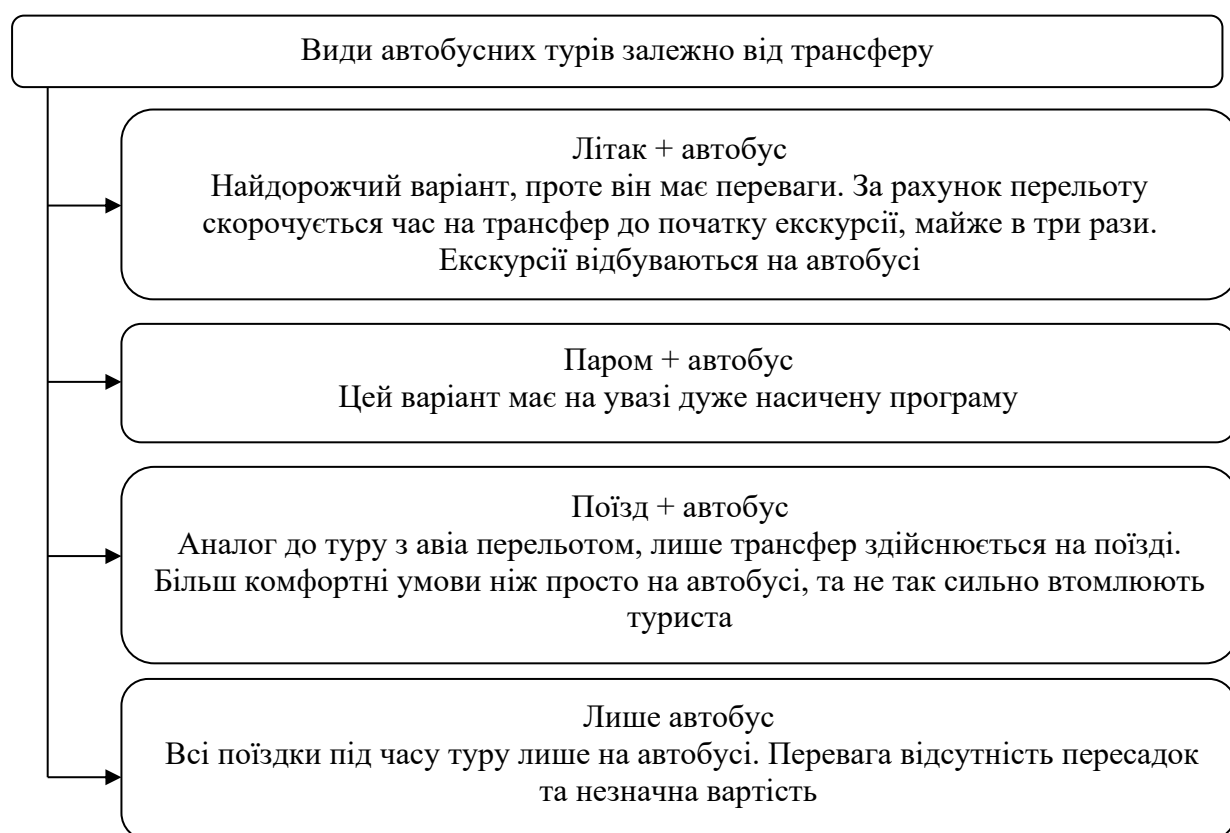 Види автобусних турів залежно від трансферу
Літак + автобус
Найдорожчий варіант, проте він має переваги. За рахунок перельоту
скорочується час на трансфер до початку екскурсії, майже в три рази.
Екскурсії відбуваються на автобусі
Паром + автобус
Цей варіант має на увазі дуже насичену програму
Поїзд + автобус
Аналог до туру з авіа перельотом, лише трансфер здійснюється на поїзді.
Більш комфортні умови ніж просто на автобусі, та не так сильно втомлюють
туриста
Лише автобус
Всі поїздки під часу туру лише на автобусі. Перевага відсутність пересадок
та незначна вартість